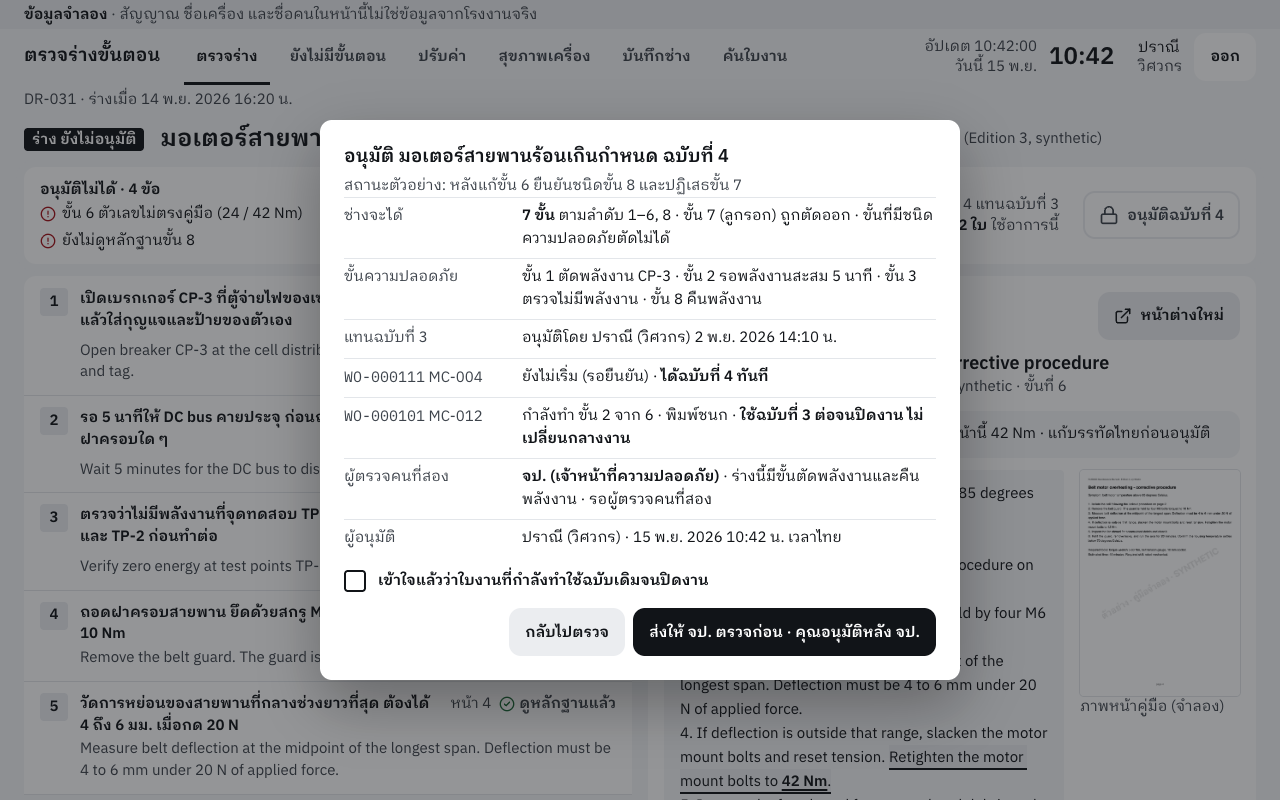 ข้อมูลจำลอง · สัญญาณ ชื่อเครื่อง และชื่อคนในหน้านี้ไม่ใช่ข้อมูลจากโรงงานจริง
ตรวจร่างขั้นตอน ตรวจร่าง ยังไม่มีขั้นตอน ปรับค่า สุขภาพเครื่อง บันทึกช่าง ค้นใบงาน
อัปเดต 10:42:00
วันนี้ 15 พ.ย.
10:42
ปราณี
วิศวกร
ออก
DR-031 · ร่างเมื่อ 14 พ.ย. 2026 16:20 น.
ร่าง ยังไม่อนุมัติ มอเตอร์สายพา
(Edition 3, synthetic)
อนุมัติไม่ได้ · 4 ข้อ
ขั้น 6 ตัวเลขไม่ตรงคู่มือ (24 / 42 Nm)
ยังไม่ดูหลักฐานขั้น 8
4 แทนฉบับที่ 3
2 ใบ ใช้อาการนี้
อนุมัติฉบับที่ 4
อนุมัติ มอเตอร์สายพานร้อนเกินกำหนด ฉบับที่ 4
สถานะตัวอย่าง: หลังแก้ขั้น 6 ยืนยันชนิดขั้น 8 และปฏิเสธขั้น 7
ช่างจะได้ 7 ขั้น ตามลำดับ 1–6, 8 · ขั้น 7 (ลูกรอก) ถูกตัดออก · ขั้นที่มีชนิด
ความปลอดภัยตัดไม่ได้
ขั้นความปลอดภัย ขั้น 1 ตัดพลังงาน CP-3 · ขั้น 2 รอพลังงานสะสม 5 นาที · ขั้น 3
ตรวจไม่มีพลังงาน · ขั้น 8 คืนพลังงาน
แทนฉบับที่ 3 อนุมัติโดย ปราณี (วิศวกร) 2 พ.ย. 2026 14:10 น.
WO-000111 MC-004 ยังไม่เริ่ม (รอยืนยัน) · ได้ฉบับที่ 4 ทันที
WO-000101 MC-012 กำลังทำ ขั้น 2 จาก 6 · พิมพ์ชนก · ใช้ฉบับที่ 3 ต่อจนปิดงาน ไม่
เปลี่ยนกลางงาน
ผู้ตรวจคนที่สอง จป. (เจ้าหน้าที่ความปลอดภัย) · ร่างนี้มีขั้นตัดพลังงานและคืน
พลังงาน · รอผู้ตรวจคนที่สอง
ผู้อนุมัติ ปราณี (วิศวกร) · 15 พ.ย. 2026 10:42 น. เวลาไทย
เข้าใจแล้วว่าใบงานที่กำลังทำใช้ฉบับเดิมจนปิดงาน
กลับไปตรวจ ส่งให้ จป. ตรวจก่อน · คุณอนุมัติหลัง จป.
1 เปิดเบรกเกอร์ CP-3 ที่ตู้จ่ายไฟของ
แล้วใส่กุญแจและป้ายของตัวเอง
Open breaker CP-3 at the cell distrib
and tag.
2 รอ 5 นาทีให้ DC bus คายประจุ ก่อน
ฝาครอบใด ๆ
Wait 5 minutes for the DC bus to dis
3 ตรวจว่าไม่มีพลังงานที่จุดทดสอบ TP
และ TP-2 ก่อนทำต่อ
Verify zero energy at test points TP-
4 ถอดฝาครอบสายพาน ยึดด้วยสกรู M
10 Nm
Remove the belt guard. The guard is
5 วัดการหย่อนของสายพานที่กลางช่วงยาวที่สุด ต้องได้ หน้า 4 ดูหลักฐานแล้ว
4 ถึง 6 มม. เมื่อกด 20 N
Measure belt deflection at the midpoint of the longest span. Deflection must be
4 to 6 mm under 20 N of applied force.
หน้าต่างใหม่
rrective procedure
ynthetic · ขั้นที่ 6
น้านี้ 42 Nm · แก้บรรทัดไทยก่อนอนุมัติ
85 degrees
ocedure on
ld by four M6
t of the
longest span. Deflection must be 4 to 6 mm under 20
N of applied force.
4. If deflection is outside that range, slacken the motor
mount bolts and reset tension. Retighten the motor
mount bolts to 42 Nm.
Belt motor overheating – corrective procedure
ภาพหน้าคู่มือ (จำลอง)